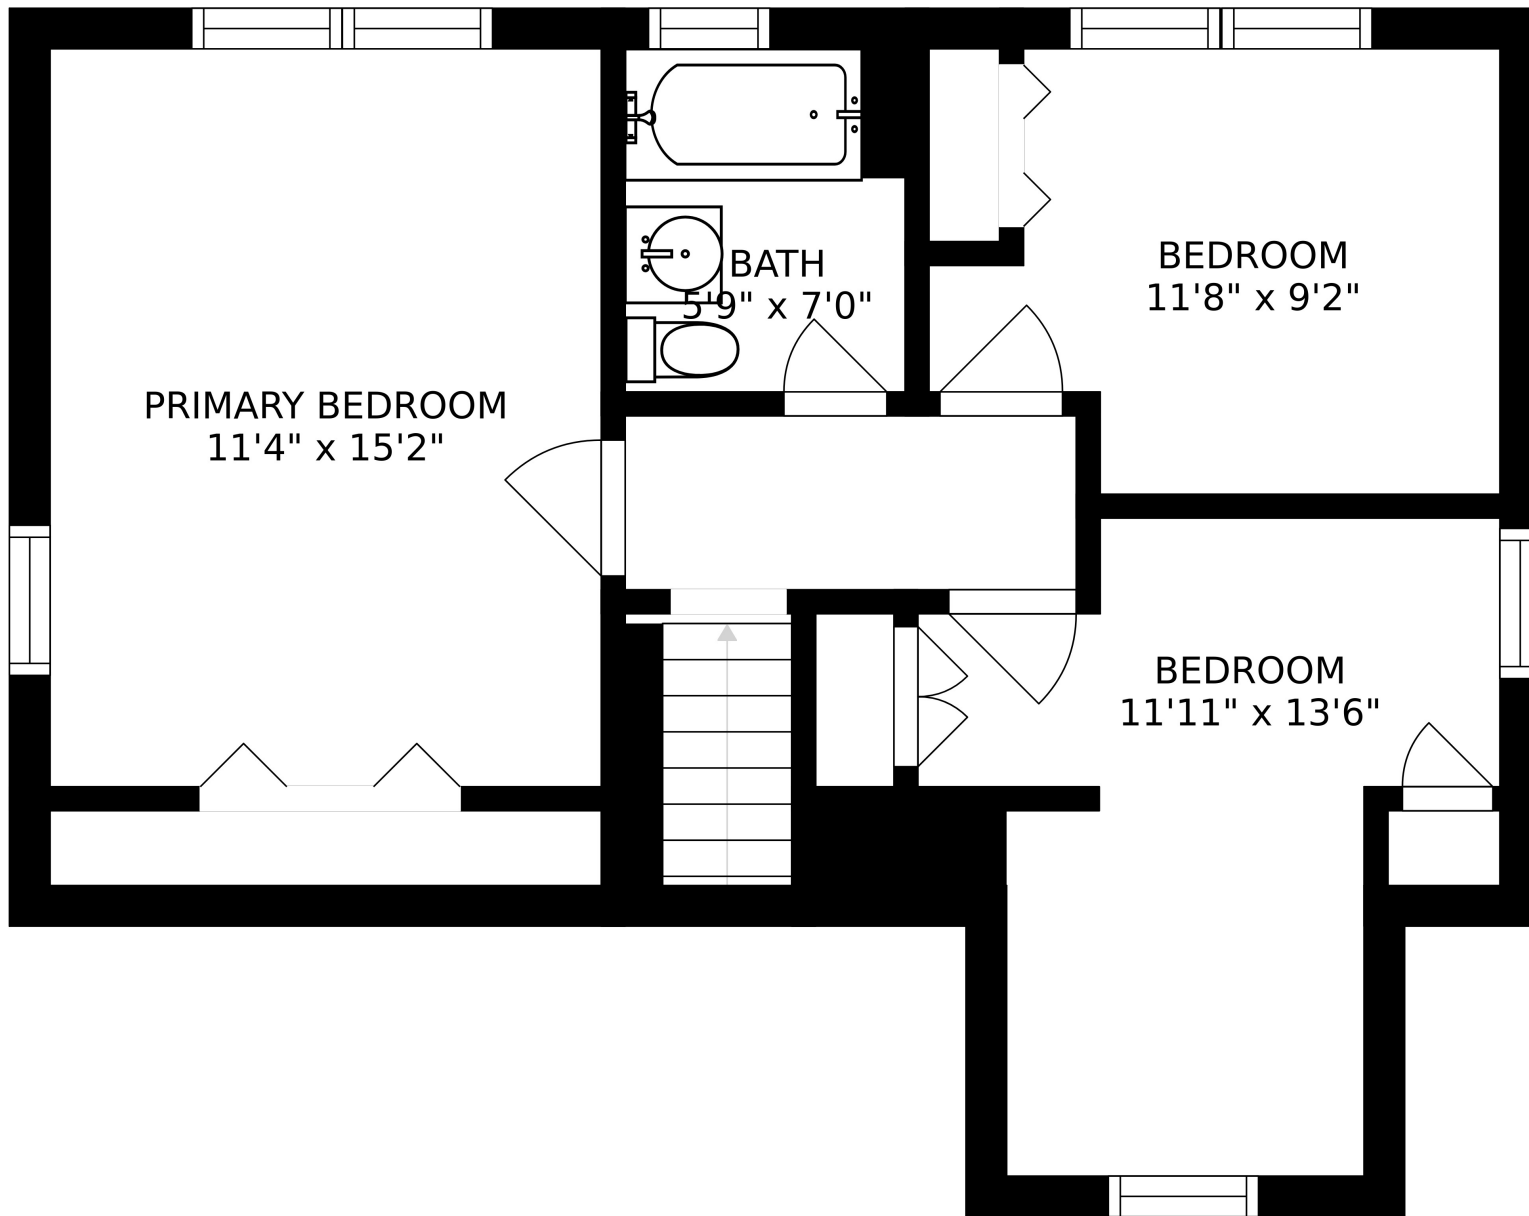 BATH
5'9" x 7'0"
BEDROOM
11'8" x 9'2"
PRIMARY BEDROOM
11'4" x 15'2"
BEDROOM
11'11" x 13'6"